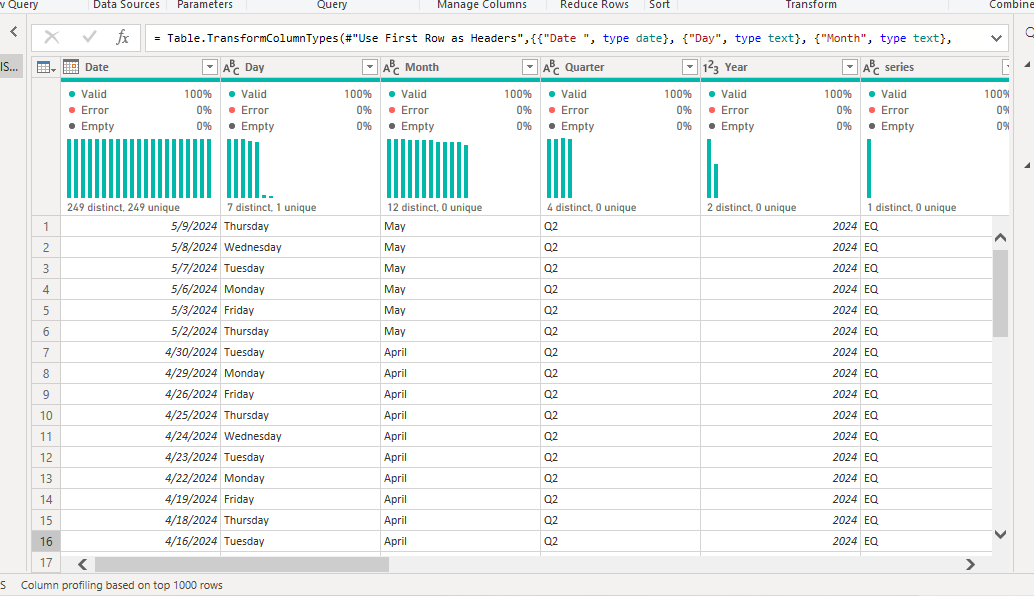 w Query Data Sources Parameters Query Manage Columns Reduce Rows Sort Transform Combine
fx = Table.TransformColumnTypes(#"Use First Row as Headers",{{"Date ", type date}, {"Day", type text}, {"Month", type text},
IS...
Date ABC Day ABC Month ABC Quarter 123 Year ABC series
Valid 100% Valid 100% Valid 100% Valid 100% Valid 100% Valid 100%
Error 0% Error 0% Error 0% Error 0% Error 0% Error 0%
Empty 0% Empty 0% Empty 0% Empty 0% Empty 0% Empty 0%
249 distinct, 249 unique 7 distinct, 1 unique 12 distinct, 0 unique 4 distinct, 0 unique 2 distinct, 0 unique 1 distinct, 0 unique
1 5/9/2024 Thursday May Q2 2024 EQ
2 5/8/2024 Wednesday May Q2 2024 EQ
3 5/7/2024 Tuesday May Q2 2024 EQ
4 5/6/2024 Monday May Q2 2024 EQ
5 5/3/2024 Friday May Q2 2024 EQ
6 5/2/2024 Thursday May Q2 2024 EQ
7 4/30/2024 Tuesday April Q2 2024 EQ
8 4/29/2024 Monday April Q2 2024 EQ
9 4/26/2024 Friday April Q2 2024 EQ
10 4/25/2024 Thursday April Q2 2024 EQ
11 4/24/2024 Wednesday April Q2 2024 EQ
12 4/23/2024 Tuesday April Q2 2024 EQ
13 4/22/2024 Monday April Q2 2024 EQ
14 4/19/2024 Friday April Q2 2024 EQ
15 4/18/2024 Thursday April Q2 2024 EQ
16 4/16/2024 Tuesday April Q2 2024 EQ
17
S Column profiling based on top 1000 rows